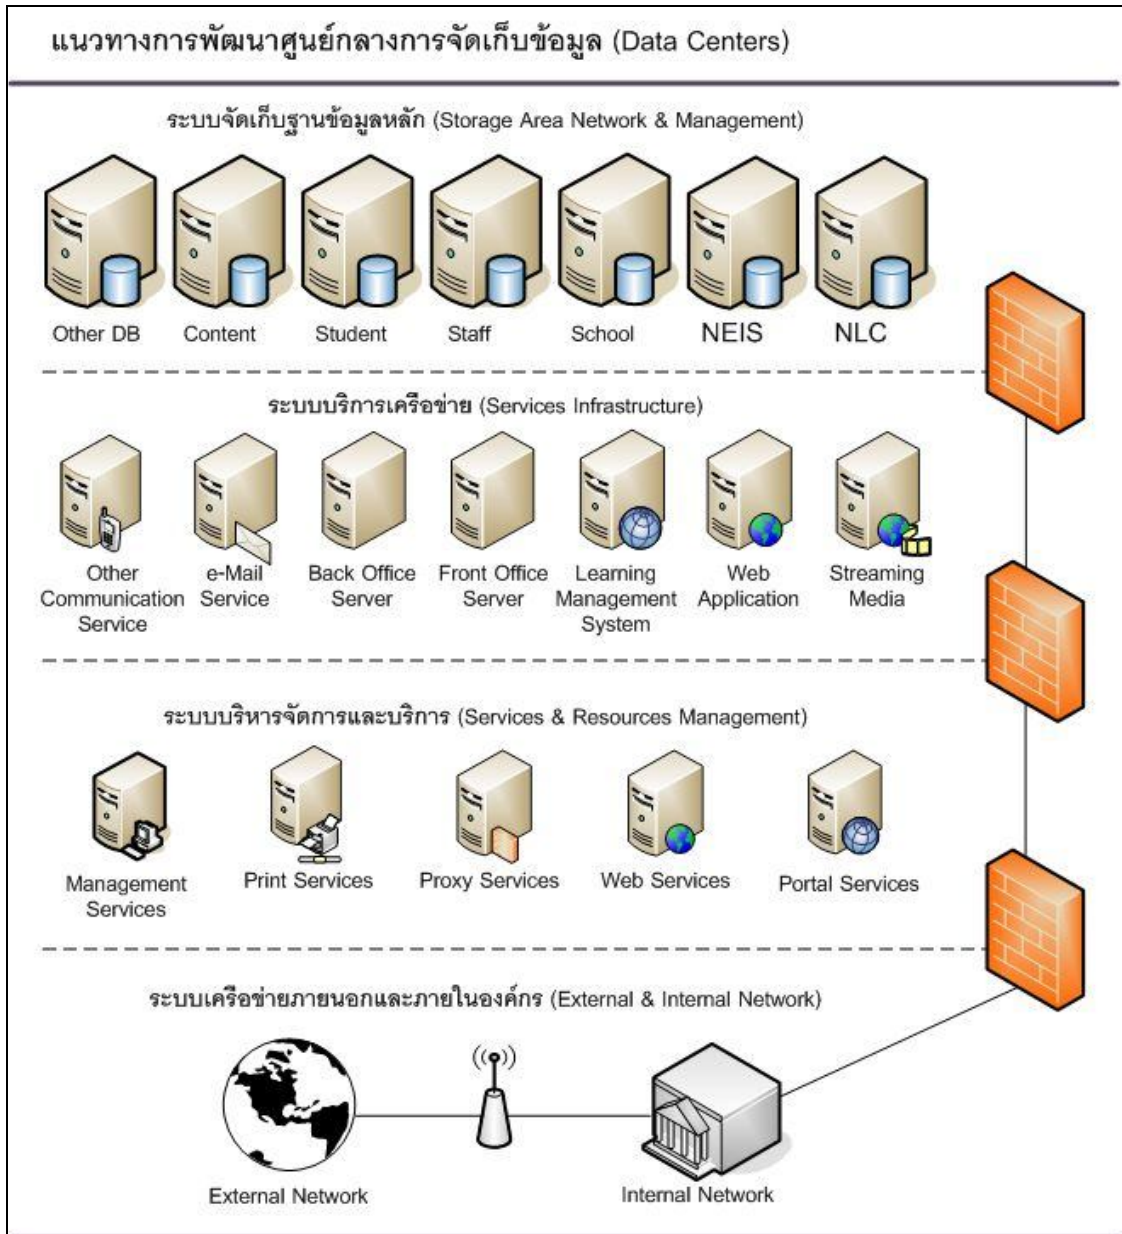 แนวทางการพัฒนาศูนย์กลางการจัดเก็บข้อมูล (Data Centers)
ระบบจัดเก็บฐานข้อมูลหลัก (Storage Area Network & Management)
Other DB
Content
Student
Staff
School
NEIS
NLC
ระบบบริการเครือข่าย (Services Infrastructure)
Other
Communication
Service
e-Mail
Service
Back Office
Server
Front Office
Server
Learning
Management
System
Web
Application
Streaming
Media
ระบบบริหารจัดการและบริการ (Services & Resources Management)
Management
Services
Print Services
Proxy Services
Web Services
Portal Services
ระบบเครือข่ายภายนอกและภายในองค์กร (External & Internal Network)
External Network
Internal Network